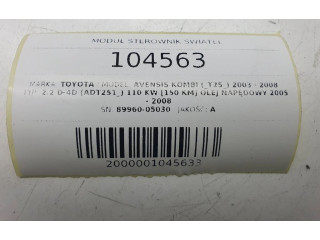 MODUŁ STEROWNIK ŚWIATEŁ
104563
MARKA: TOYOTA MODEL: AVENSIS KOMBI (_T25_) 2003 - 2008
TYP: 2.2 D-4D (ADT251_) 110 KW [150 KM] OLEJ NAPĘDOWY 2005
- 2008
SN: 89960-05030 JAKOŚĆ: A
2000001045633